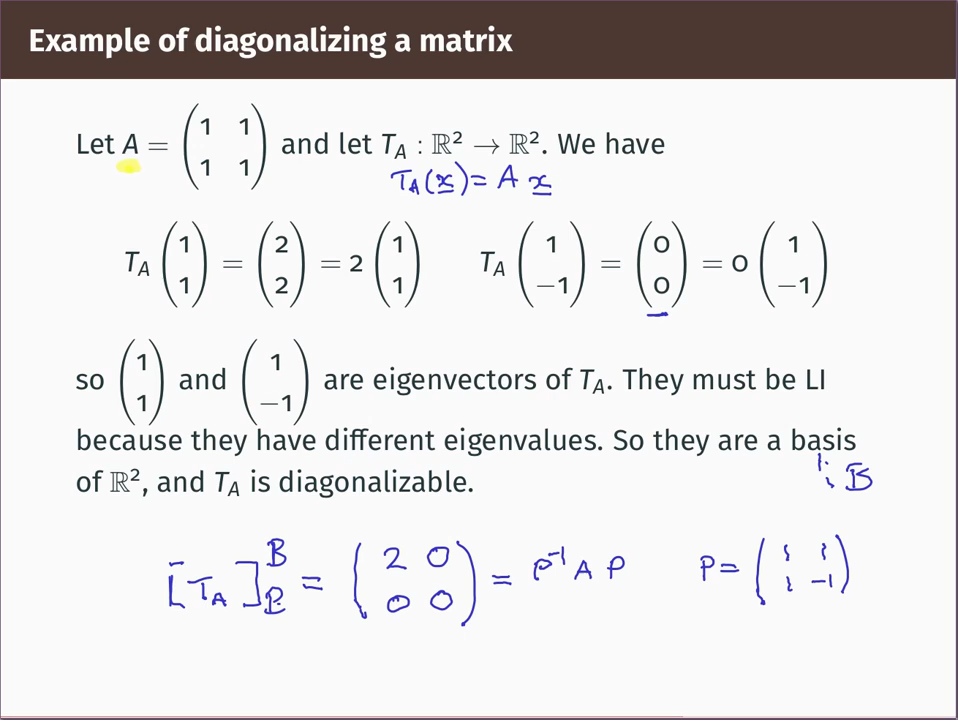 Example of diagonalizing a matrix
Let A = (1 1; 1 1) and let T_A : ℝ² → ℝ². We have
T_A(x) = A x
T_A (1; 1) = (2; 2) = 2 (1; 1)    T_A (1; −1) = (0; 0) = 0 (1; −1)
so (1; 1) and (1; −1) are eigenvectors of T_A. They must be LI
because they have different eigenvalues. So they are a basis
of ℝ², and T_A is diagonalizable.
B
[T_A]^B_B = (2 0; 0 0) = P⁻¹ A P    P = (1 1; 1 −1)